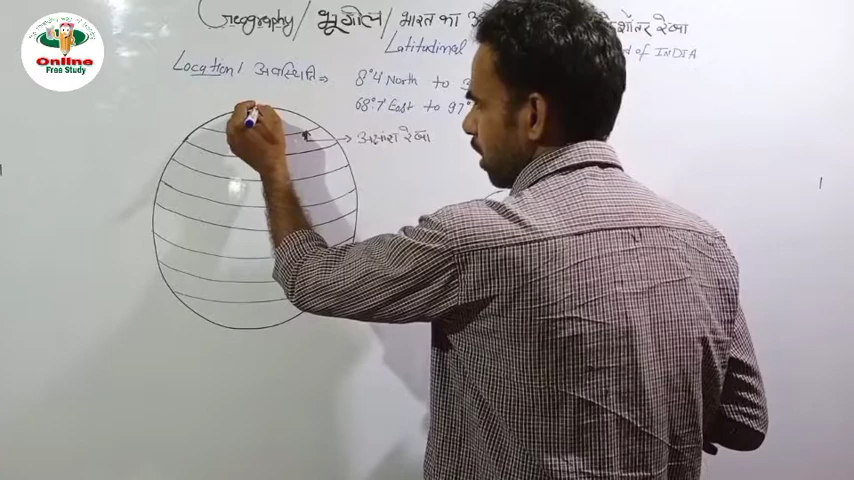 Online
Free Study
Geography/ भूगोल/ भारत का
Latitudinal of INDIA
Location/ अवस्थिति ⇒ 8°4' North to
68°7' East to 97°
अक्षांश रेखा